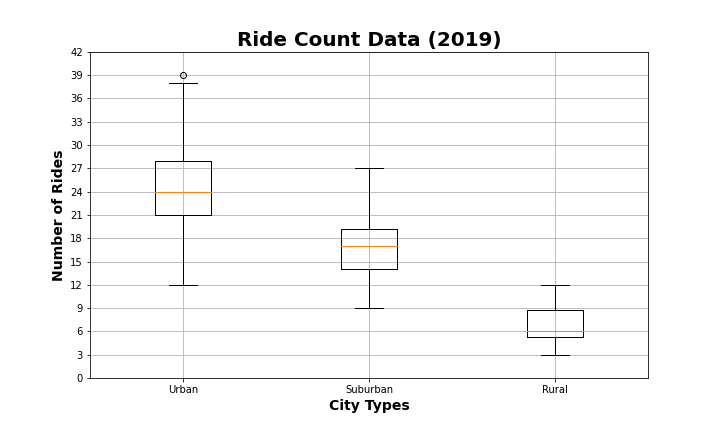 Ride Count Data (2019)
Number of Rides
42
39
36
33
30
27
24
21
18
15
12
9
6
3
0
Urban
Suburban
Rural
City Types